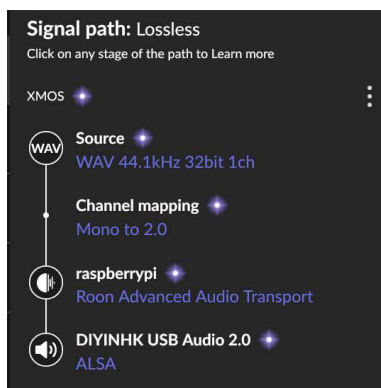 Signal path: Lossless
Click on any stage of the path to Learn more
XMOS
WAV
Source
WAV 44.1kHz 32bit 1ch
Channel mapping
Mono to 2.0
raspberrypi
Roon Advanced Audio Transport
DIYINHK USB Audio 2.0
ALSA